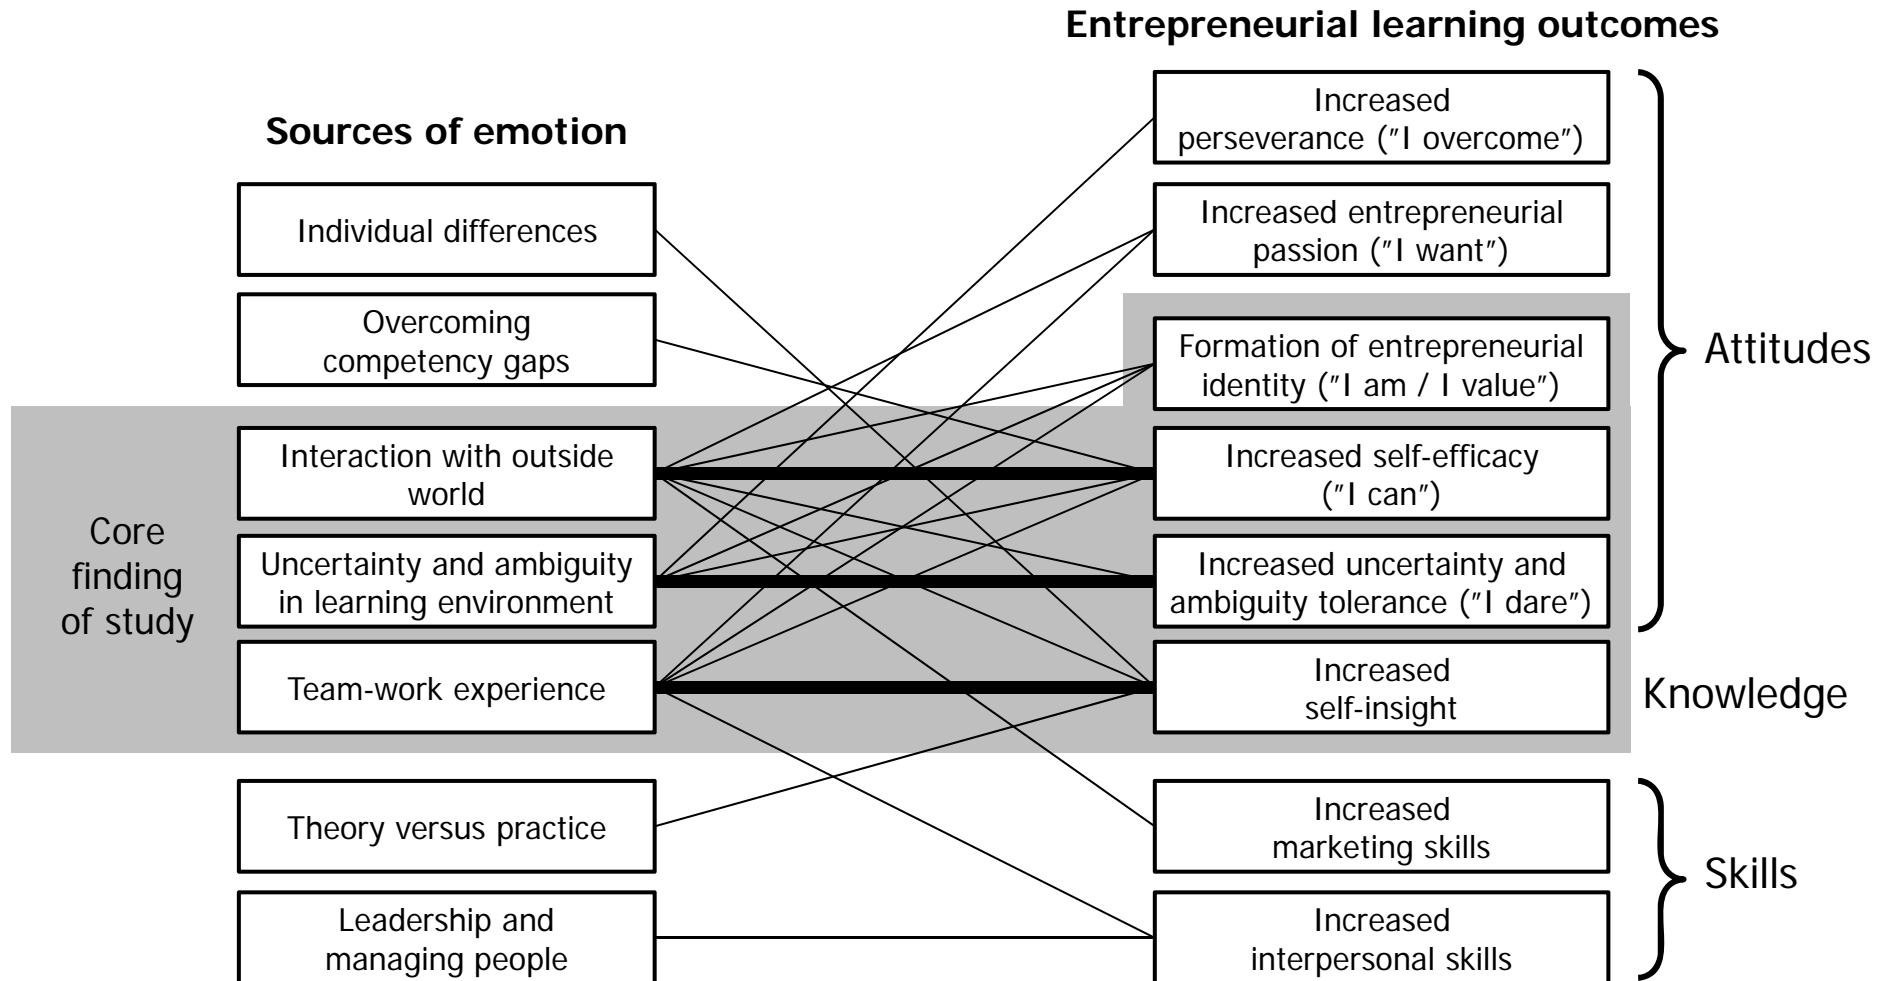 Entrepreneurial learning outcomes
Sources of emotion
Individual differences
Overcoming
competency gaps
Interaction with outside
world
Uncertainty and ambiguity
in learning environment
Team-work experience
Theory versus practice
Leadership and
managing people
Core
finding
of study
Increased
perseverance (”I overcome”)
Increased entrepreneurial
passion (”I want”)
Formation of entrepreneurial
identity (”I am / I value”)
Increased self-efficacy
(”I can”)
Increased uncertainty and
ambiguity tolerance (”I dare”)
Increased
self-insight
Increased
marketing skills
Increased
interpersonal skills
Attitudes
Knowledge
Skills